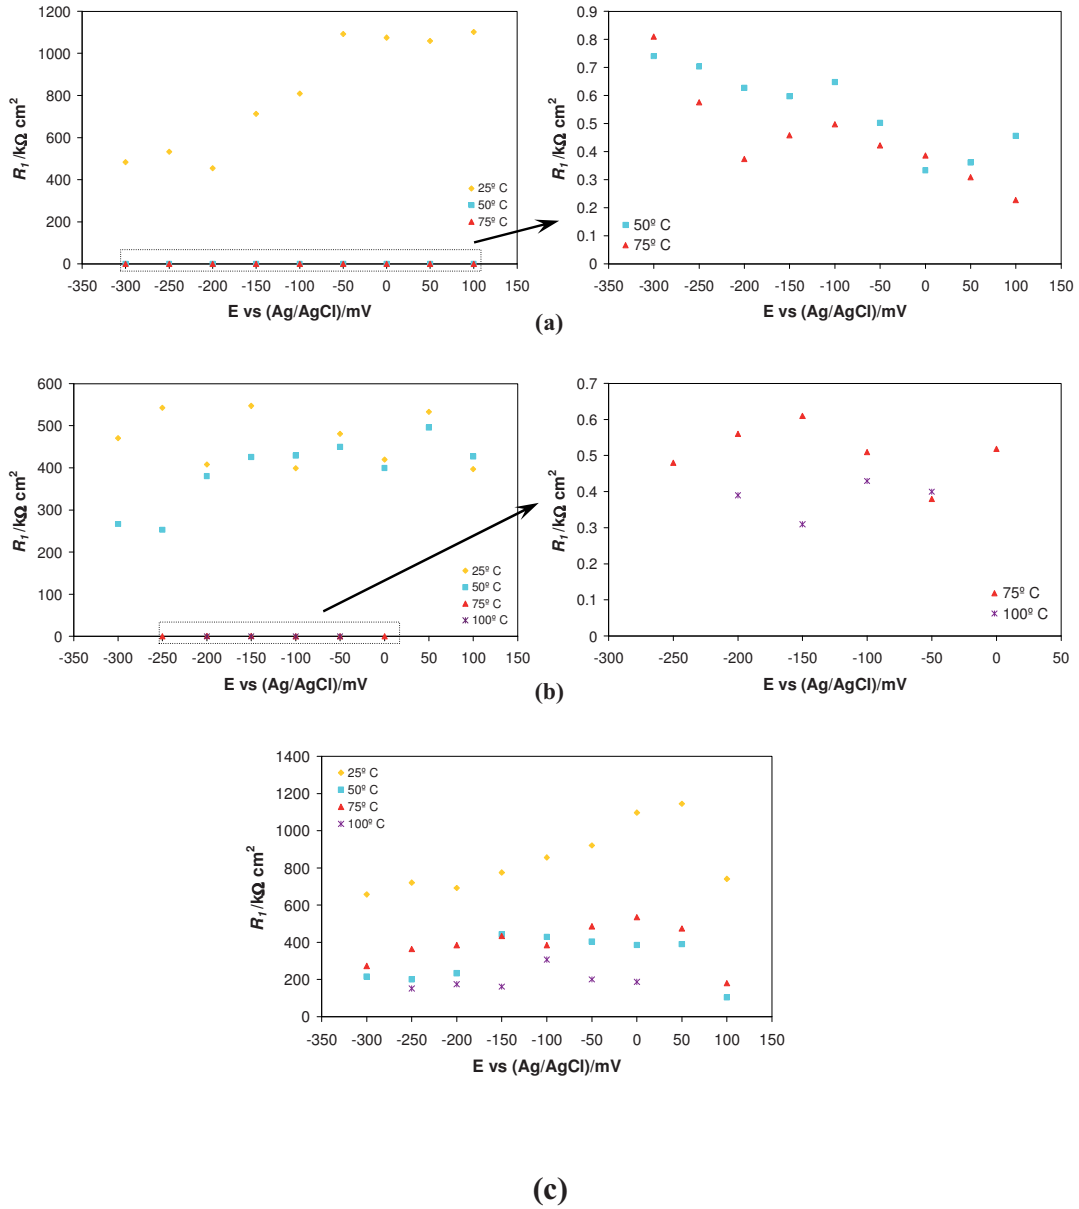 1200
1000
800
600
400
200
0
R1/kΩ cm2
25º C
50º C
75º C
-350 -300 -250 -200 -150 -100 -50 0 50 100 150
E vs (Ag/AgCl)/mV
0.9
0.8
0.7
0.6
0.5
0.4
0.3
0.2
0.1
0
R1/kΩ cm2
50º C
75º C
-350 -300 -250 -200 -150 -100 -50 0 50 100 150
E vs (Ag/AgCl)/mV
(a)
600
500
400
300
200
100
0
R1/kΩ cm2
25º C
50º C
75º C
100º C
-350 -300 -250 -200 -150 -100 -50 0 50 100 150
E vs (Ag/AgCl)/mV
0.7
0.6
0.5
0.4
0.3
0.2
0.1
0
R1/kΩ cm2
75º C
100º C
-300 -250 -200 -150 -100 -50 0 50
E vs (Ag/AgCl)/mV
(b)
1400
1200
1000
800
600
400
200
0
R1/kΩ cm2
25º C
50º C
75º C
100º C
-350 -300 -250 -200 -150 -100 -50 0 50 100 150
E vs (Ag/AgCl)/mV
(c)